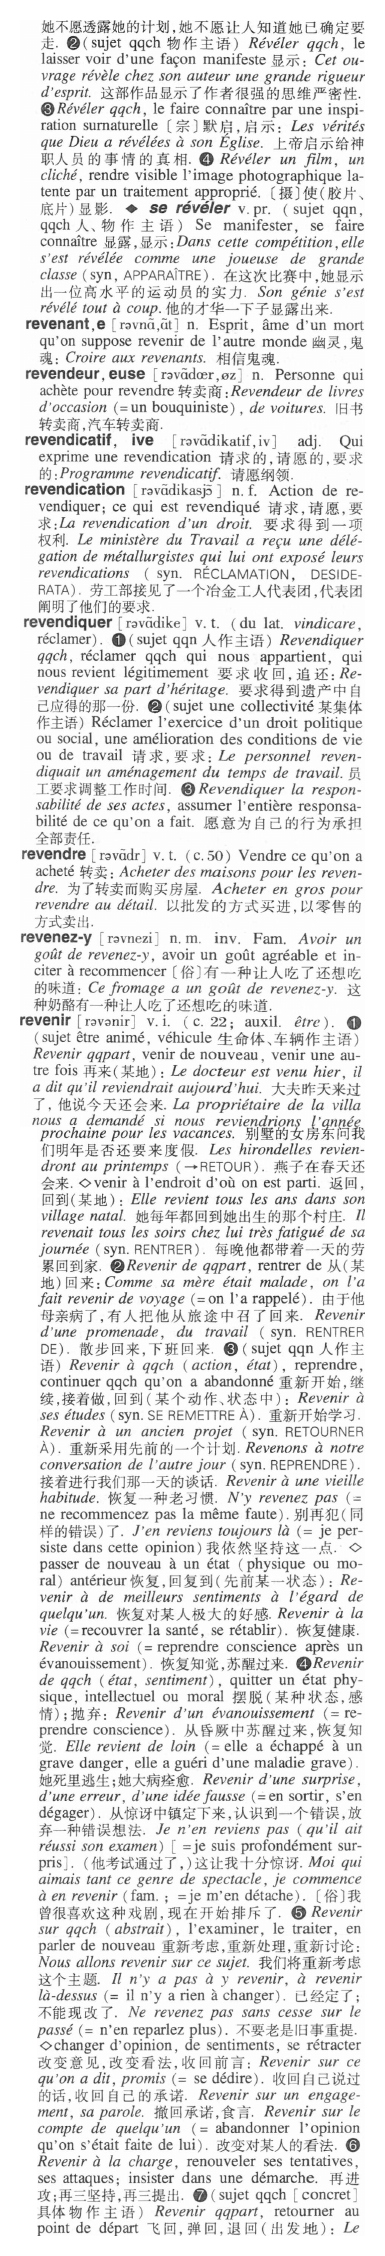 她不愿透露她的计划,她不愿让人知道她已确定要
走. ❷(sujet qqch 物作主语) Révéler qqch, le
laisser voir d'une façon manifeste 显示: Cet ou-
vrage révèle chez son auteur une grande rigueur
d'esprit. 这部作品显示了作者很强的思维严密性.
❸Révéler qqch, le faire connaître par une inspi-
ration surnaturelle〔宗〕默启,启示: Les vérités
que Dieu a révélées à son Église. 上帝启示给神
职人员的事情的真相. ❹ Révéler un film, un
cliché, rendre visible l'image photographique la-
tente par un traitement approprié.〔摄〕使(胶片、
底片)显影. ◆ se révéler v. pr. (sujet qqn,
qqch 人、物作主语) Se manifester, se faire
connaître 显露,显示:Dans cette compétition, elle
s'est révélée comme une joueuse de grande
classe (syn, APPARAÎTRE). 在这次比赛中,她显示
出一位高水平的运动员的实力. Son génie s'est
révélé tout à coup. 他的才华一下子显露出来.
revenant,e [rəvnɑ̃,ɑ̃t] n. Esprit, âme d'un mort
qu'on suppose revenir de l'autre monde 幽灵,鬼
魂: Croire aux revenants. 相信鬼魂.
revendeur, euse [rəvɑ̃dœr,øz] n. Personne qui
achète pour revendre 转卖商:Revendeur de livres
d'occasion (=un bouquiniste), de voitures. 旧书
转卖商,汽车转卖商.
revendicatif, ive [rəvɑ̃dikatif,iv] adj. Qui
exprime une revendication 请求的,请愿的,要求
的:Programme revendicatif. 请愿纲领.
revendication [rəvɑ̃dikasjɔ̃] n. f. Action de re-
vendiquer; ce qui est revendiqué 请求,请愿,要
求:La revendication d'un droit. 要求得到一项
权利. Le ministère du Travail a reçu une délé-
gation de métallurgistes qui lui ont exposé leurs
revendications (syn. RÉCLAMATION, DESIDE-
RATA). 劳工部接见了一个冶金工人代表团,代表团
阐明了他们的要求.
revendiquer [rəvɑ̃dike] v. t. (du lat. vindicare,
réclamer). ❶(sujet qqn 人作主语) Revendiquer
qqch, réclamer qqch qui nous appartient, qui
nous revient légitimement 要求收回,追还:Re-
vendiquer sa part d'héritage. 要求得到遗产中自
己应得的那一份. ❷(sujet une collectivité 某集体
作主语) Réclamer l'exercice d'un droit politique
ou social, une amélioration des conditions de vie
ou de travail 请求,要求: Le personnel reven-
diquait un aménagement du temps de travail. 员
工要求调整工作时间. ❸Revendiquer la respon-
sabilité de ses actes, assumer l'entière responsa-
bilité de ce qu'on a fait. 愿意为自己的行为承担
全部责任.
revendre [rəvɑ̃dr] v. t. (c. 50) Vendre ce qu'on a
acheté 转卖: Acheter des maisons pour les reven-
dre. 为了转卖而购买房屋. Acheter en gros pour
revendre au détail. 以批发的方式买进,以零售的
方式卖出.
revenez-y [rəvnezi] n. m. inv. Fam. Avoir un
goût de revenez-y, avoir un goût agréable et in-
citer à recommencer〔俗〕有一种让人吃了还想吃
的味道: Ce fromage a un goût de revenez-y. 这
种奶酪有一种让人吃了还想吃的味道.
revenir [rəvənir] v. i. (c. 22; auxil. être). ❶
(sujet être animé, véhicule 生命体、车辆作主语)
Revenir qqpart, venir de nouveau, venir une au-
tre fois 再来(某地): Le docteur est venu hier, il
a dit qu'il reviendrait aujourd'hui. 大夫昨天来过
了, 他说今天还会来. La propriétaire de la villa
nous a demandé si nous reviendrions l'année
prochaine pour les vacances. 别墅的女房东问我
们明年是否还要来度假. Les hirondelles revien-
dront au printemps (→RETOUR). 燕子在春天还
会来. ◇venir à l'endroit d'où on est parti. 返回,
回到(某地): Elle revient tous les ans dans son
village natal. 她每年都回到她出生的那个村庄. Il
revenait tous les soirs chez lui très fatigué de sa
journée (syn. RENTRER). 每晚他都带着一天的劳
累回到家. ❷Revenir de qqpart, rentrer de 从(某
地)回来:Comme sa mère était malade, on l'a
fait revenir de voyage (=on l'a rappelé). 由于他
母亲病了,有人把他从旅途中召了回来. Revenir
d'une promenade, du travail (syn. RENTRER
DE). 散步回来,下班回来. ❸(sujet qqn 人作主
语) Revenir à qqch (action, état), reprendre,
continuer qqch qu'on a abandonné 重新开始,继
续,接着做,回到(某个动作、状态中): Revenir à
ses études (syn. SE REMETTRE À). 重新开始学习.
Revenir à un ancien projet (syn. RETOURNER
À). 重新采用先前的一个计划. Revenons à notre
conversation de l'autre jour (syn. REPRENDRE).
接着进行我们那一天的谈话. Revenir à une vieille
habitude. 恢复一种老习惯. N'y revenez pas (=
ne recommencez pas la même faute). 别再犯(同
样的错误)了. J'en reviens toujours là (= je per-
siste dans cette opinion) 我依然坚持这一点. ◇
passer de nouveau à un état (physique ou mo-
ral) antérieur 恢复,回复到(先前某一状态): Re-
venir à de meilleurs sentiments à l'égard de
quelqu'un. 恢复对某人极大的好感. Revenir à la
vie (=recouvrer la santé, se rétablir). 恢复健康.
Revenir à soi (=reprendre conscience après un
évanouissement). 恢复知觉,苏醒过来. ❹Revenir
de qqch (état, sentiment), quitter un état phy-
sique, intellectuel ou moral 摆脱(某种状态,感
情);抛弃: Revenir d'un évanouissement (=re-
prendre conscience). 从昏厥中苏醒过来,恢复知
觉. Elle revient de loin (=elle a échappé à un
grave danger, elle a guéri d'une maladie grave).
她死里逃生;她大病痊愈. Revenir d'une surprise,
d'une erreur, d'une idée fausse (=en sortir, s'en
dégager). 从惊讶中镇定下来,认识到一个错误,放
弃一种错误想法. Je n'en reviens pas (qu'il ait
réussi son examen) [=je suis profondément sur-
pris]. (他考试通过了,)这让我十分惊讶. Moi qui
aimais tant ce genre de spectacle, je commence
à en revenir (fam. ; =je m'en détache).〔俗〕我
曾很喜欢这种戏剧,现在开始排斥了. ❺ Revenir
sur qqch (abstrait), l'examiner, le traiter, en
parler de nouveau 重新考虑,重新处理,重新讨论:
Nous allons revenir sur ce sujet. 我们将重新考虑
这个主题. Il n'y a pas à y revenir, à revenir
là-dessus (= il n'y a rien à changer). 已经定了;
不能现改了. Ne revenez pas sans cesse sur le
passé (= n'en reparlez plus). 不要老是旧事重提.
◇changer d'opinion, de sentiments, se rétracter
改变意见,改变看法,收回前言: Revenir sur ce
qu'on a dit, promis (= se dédire). 收回自己说过
的话,收回自己的承诺. Revenir sur un engage-
ment, sa parole. 撤回承诺,食言. Revenir sur le
compte de quelqu'un (= abandonner l'opinion
qu'on s'était faite de lui). 改变对某人的看法. ❻
Revenir à la charge, renouveler ses tentatives,
ses attaques; insister dans une démarche. 再进
攻;再三坚持,再三提出. ❼(sujet qqch [concret]
具体物作主语) Revenir qqpart, retourner au
point de départ 飞回,弹回,退回(出发地): Le